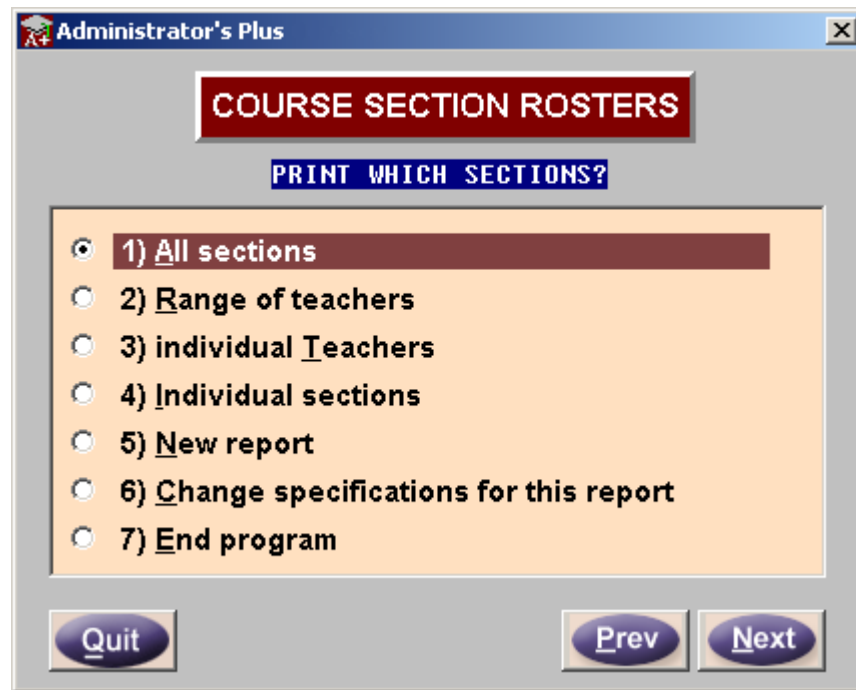 Administrator's Plus
COURSE SECTION ROSTERS
PRINT WHICH SECTIONS?
1) All sections
2) Range of teachers
3) individual Teachers
4) Individual sections
5) New report
6) Change specifications for this report
7) End program
Quit Prev Next